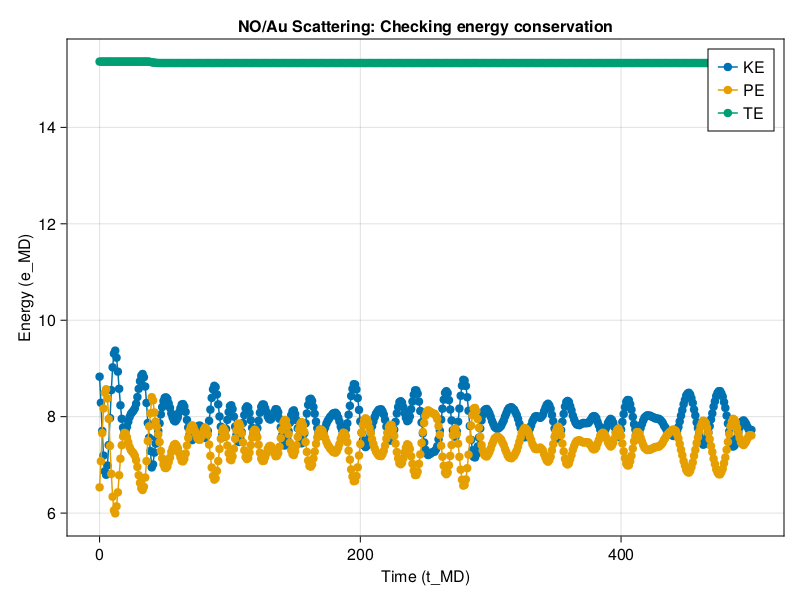 NO/Au Scattering: Checking energy conservation
KE
PE
TE
14
12
10
8
6
Energy (e_MD)
0
200
400
Time (t_MD)